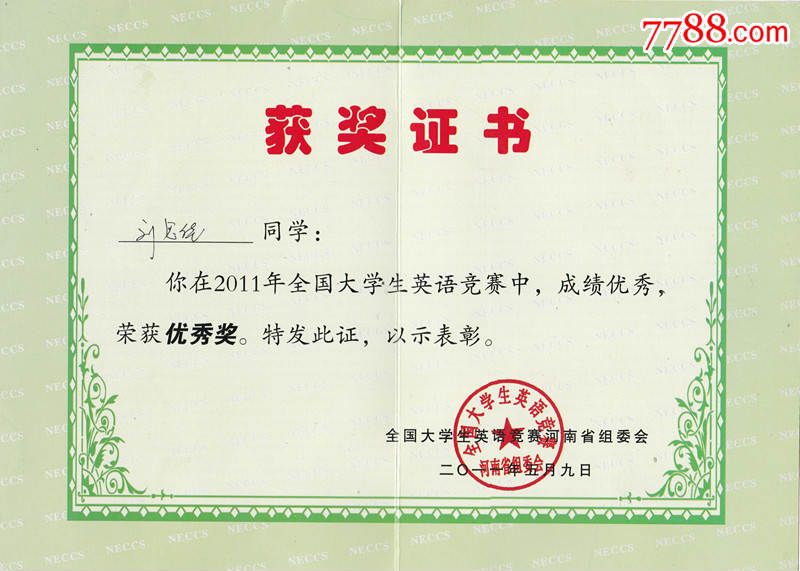 7788.com
NECCS
获奖证书
同学：
你在2011年全国大学生英语竞赛中，成绩优秀，
荣获优秀奖。特发此证，以示表彰。
全国大学生英语竞赛
河南省组委会
全国大学生英语竞赛河南省组委会
二〇一一年五月九日